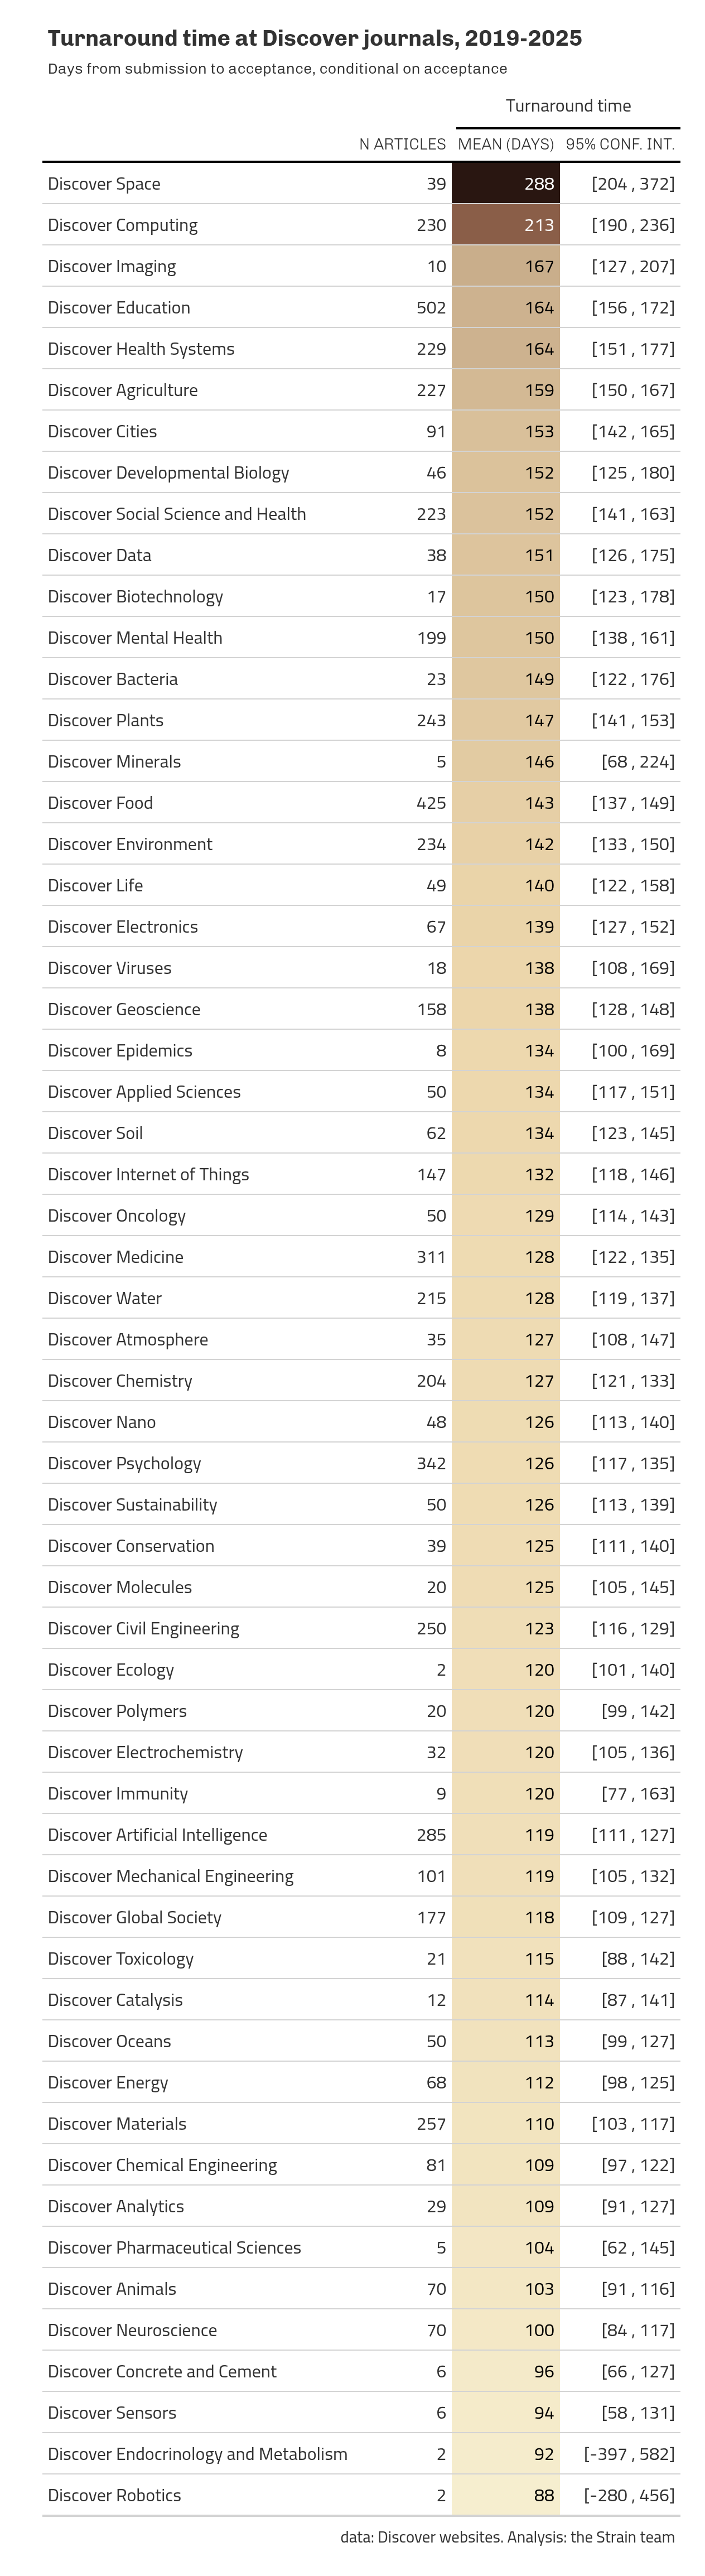 Turnaround time at Discover journals, 2019-2025
Days from submission to acceptance, conditional on acceptance
Turnaround time
N ARTICLES MEAN (DAYS) 95% CONF. INT.
Discover Space 39 288 [204 , 372]
Discover Computing 230 213 [190 , 236]
Discover Imaging 10 167 [127 , 207]
Discover Education 502 164 [156 , 172]
Discover Health Systems 229 164 [151 , 177]
Discover Agriculture 227 159 [150 , 167]
Discover Cities 91 153 [142 , 165]
Discover Developmental Biology 46 152 [125 , 180]
Discover Social Science and Health 223 152 [141 , 163]
Discover Data 38 151 [126 , 175]
Discover Biotechnology 17 150 [123 , 178]
Discover Mental Health 199 150 [138 , 161]
Discover Bacteria 23 149 [122 , 176]
Discover Plants 243 147 [141 , 153]
Discover Minerals 5 146 [68 , 224]
Discover Food 425 143 [137 , 149]
Discover Environment 234 142 [133 , 150]
Discover Life 49 140 [122 , 158]
Discover Electronics 67 139 [127 , 152]
Discover Viruses 18 138 [108 , 169]
Discover Geoscience 158 138 [128 , 148]
Discover Epidemics 8 134 [100 , 169]
Discover Applied Sciences 50 134 [117 , 151]
Discover Soil 62 134 [123 , 145]
Discover Internet of Things 147 132 [118 , 146]
Discover Oncology 50 129 [114 , 143]
Discover Medicine 311 128 [122 , 135]
Discover Water 215 128 [119 , 137]
Discover Atmosphere 35 127 [108 , 147]
Discover Chemistry 204 127 [121 , 133]
Discover Nano 48 126 [113 , 140]
Discover Psychology 342 126 [117 , 135]
Discover Sustainability 50 126 [113 , 139]
Discover Conservation 39 125 [111 , 140]
Discover Molecules 20 125 [105 , 145]
Discover Civil Engineering 250 123 [116 , 129]
Discover Ecology 2 120 [101 , 140]
Discover Polymers 20 120 [99 , 142]
Discover Electrochemistry 32 120 [105 , 136]
Discover Immunity 9 120 [77 , 163]
Discover Artificial Intelligence 285 119 [111 , 127]
Discover Mechanical Engineering 101 119 [105 , 132]
Discover Global Society 177 118 [109 , 127]
Discover Toxicology 21 115 [88 , 142]
Discover Catalysis 12 114 [87 , 141]
Discover Oceans 50 113 [99 , 127]
Discover Energy 68 112 [98 , 125]
Discover Materials 257 110 [103 , 117]
Discover Chemical Engineering 81 109 [97 , 122]
Discover Analytics 29 109 [91 , 127]
Discover Pharmaceutical Sciences 5 104 [62 , 145]
Discover Animals 70 103 [91 , 116]
Discover Neuroscience 70 100 [84 , 117]
Discover Concrete and Cement 6 96 [66 , 127]
Discover Sensors 6 94 [58 , 131]
Discover Endocrinology and Metabolism 2 92 [-397 , 582]
Discover Robotics 2 88 [-280 , 456]
data: Discover websites. Analysis: the Strain team